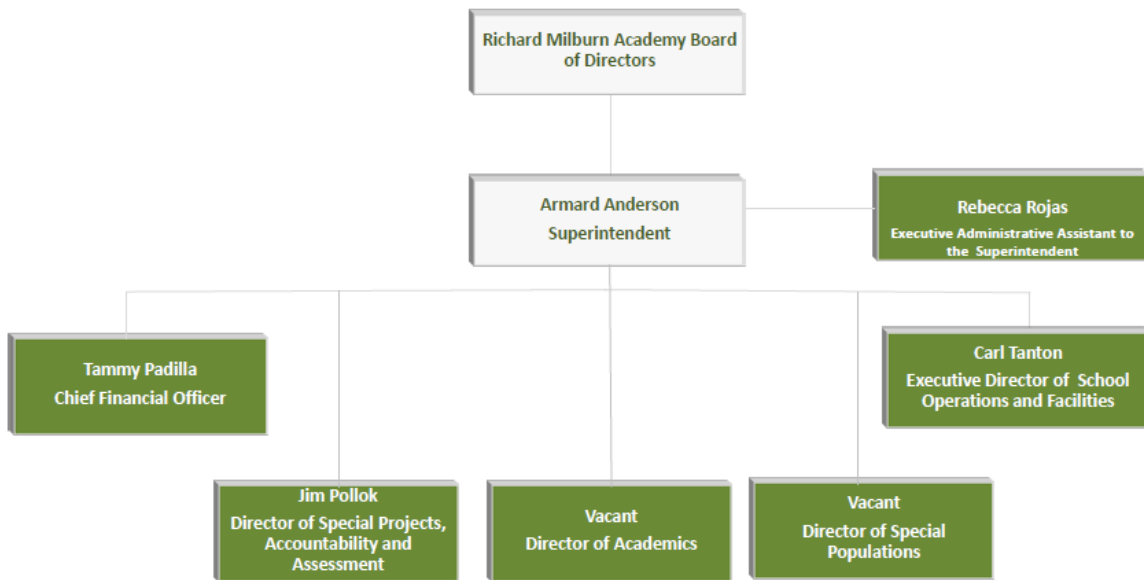 Richard Milburn Academy Board
of Directors
Armard Anderson
Superintendent
Rebecca Rojas
Executive Administrative Assistant to
the Superintendent
Tammy Padilla
Chief Financial Officer
Carl Tanton
Executive Director of School
Operations and Facilities
Jim Pollok
Director of Special Projects,
Accountability and
Assessment
Vacant
Director of Academics
Vacant
Director of Special
Populations